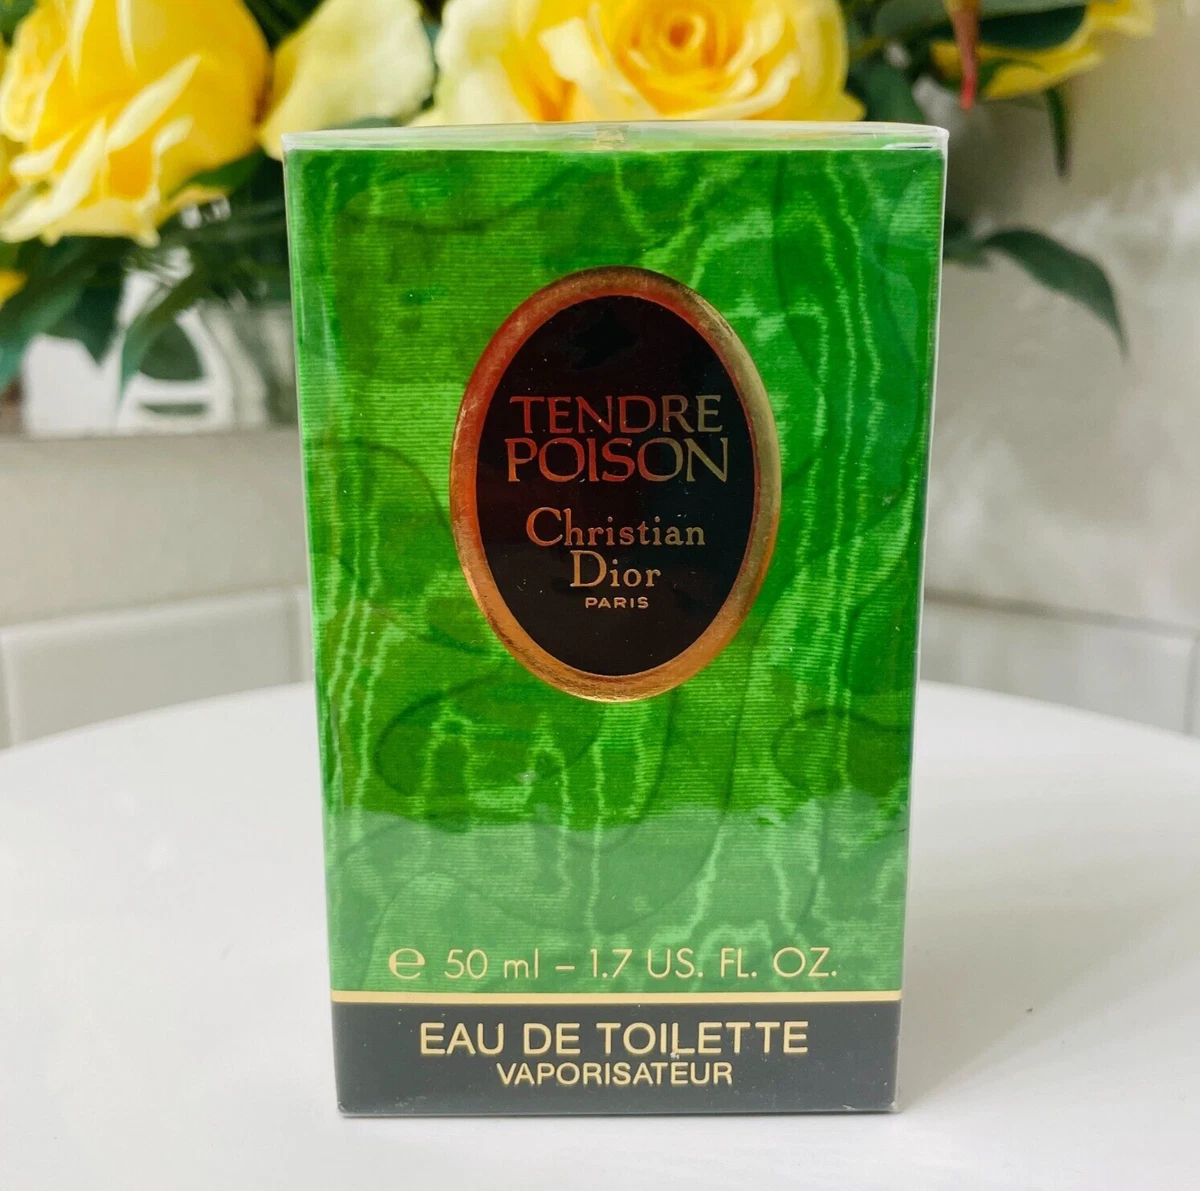 TENDRE
POISON
Christian
Dior
PARIS
℮ 50 ml – 1.7 US. FL. OZ.
EAU DE TOILETTE
VAPORISATEUR